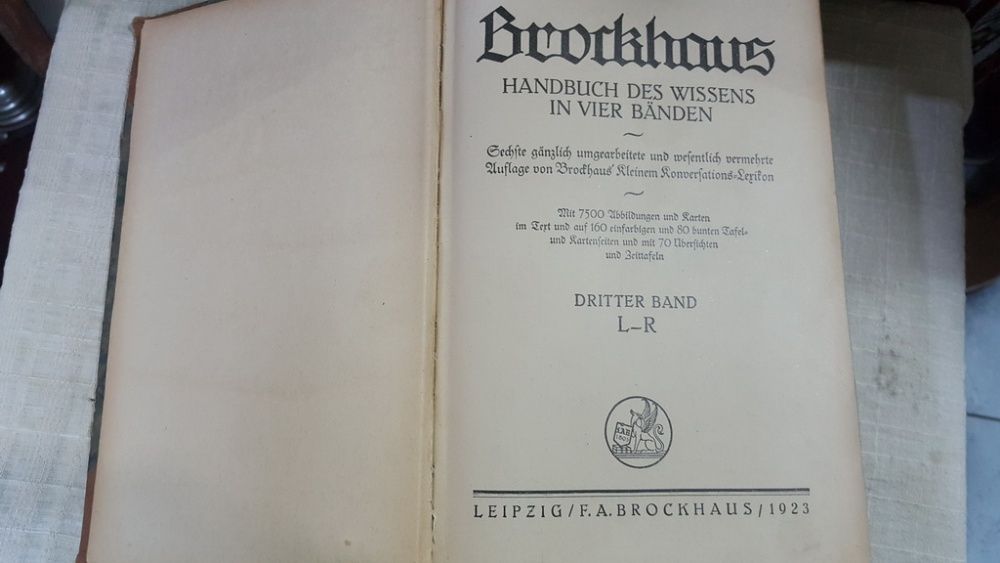 Brockhaus
HANDBUCH DES WISSENS
IN VIER BÄNDEN
Sechste gänzlich umgearbeitete und wesentlich vermehrte
Auflage von Brockhaus' Kleinem Konversations-Lexikon
Mit 7500 Abbildungen und Karten
im Text und auf 160 einfarbigen und 80 bunten Tafel-
und Kartenseiten und mit 70 Übersichten
und Zeittafeln
DRITTER BAND
L-R
FAB
LEIPZIG/F.A.BROCKHAUS/1923